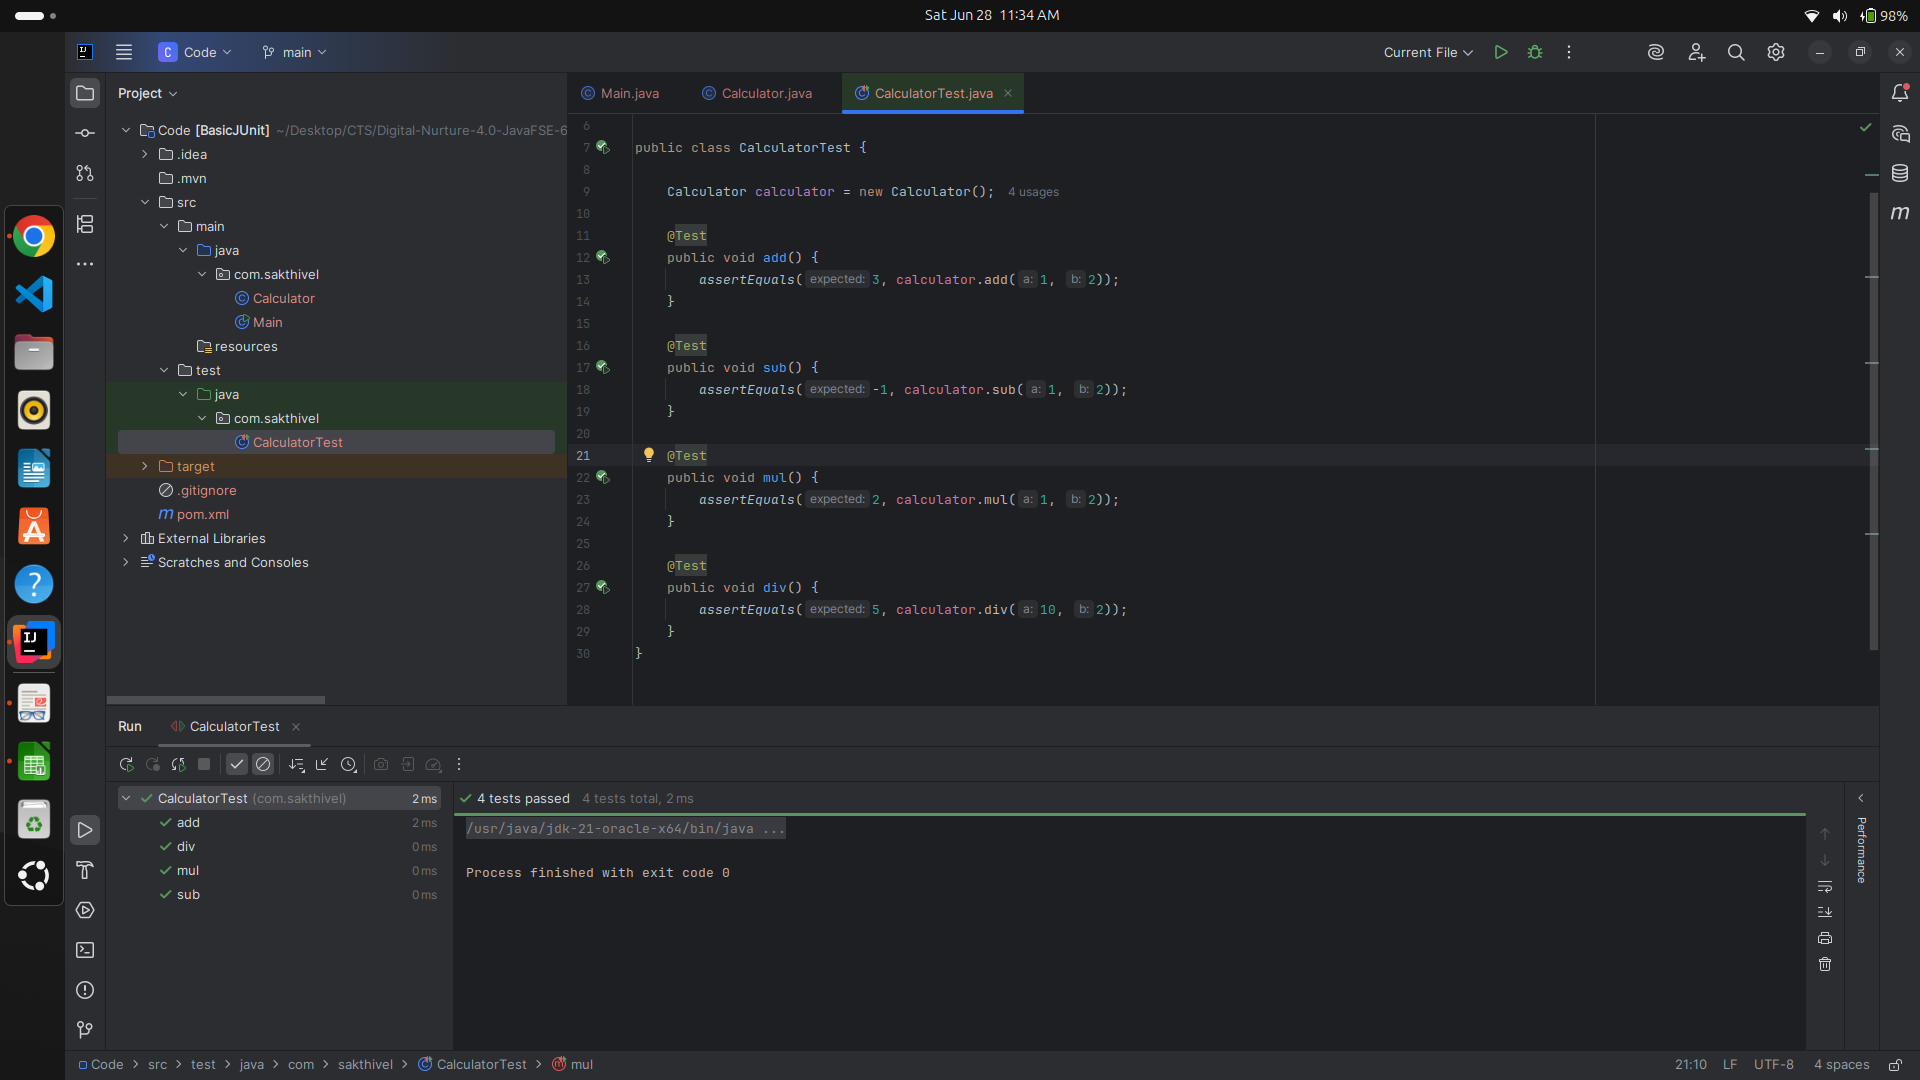 Sat Jun 28 11:34 AM
98%
C Code main Current File
Project
Main.java Calculator.java CalculatorTest.java
Code [BasicJUnit] ~/Desktop/CTS/Digital-Nurture-4.0-JavaFSE-6
.idea
.mvn
src
main
java
com.sakthivel
Calculator
Main
resources
test
java
com.sakthivel
CalculatorTest
target
.gitignore
m pom.xml
External Libraries
Scratches and Consoles
6
7 public class CalculatorTest {
8
9 Calculator calculator = new Calculator(); 4 usages
10
11 @Test
12 public void add() {
13 assertEquals( expected: 3, calculator.add( a: 1, b: 2));
14 }
15
16 @Test
17 public void sub() {
18 assertEquals( expected: -1, calculator.sub( a: 1, b: 2));
19 }
20
21 @Test
22 public void mul() {
23 assertEquals( expected: 2, calculator.mul( a: 1, b: 2));
24 }
25
26 @Test
27 public void div() {
28 assertEquals( expected: 5, calculator.div( a: 10, b: 2));
29 }
30 }
m
Run CalculatorTest
CalculatorTest (com.sakthivel) 2 ms
add 2 ms
div 0 ms
mul 0 ms
sub 0 ms
4 tests passed 4 tests total, 2 ms
/usr/java/jdk-21-oracle-x64/bin/java ...
Process finished with exit code 0
Performance
Code > src > test > java > com > sakthivel > CalculatorTest > mul
21:10 LF UTF-8 4 spaces